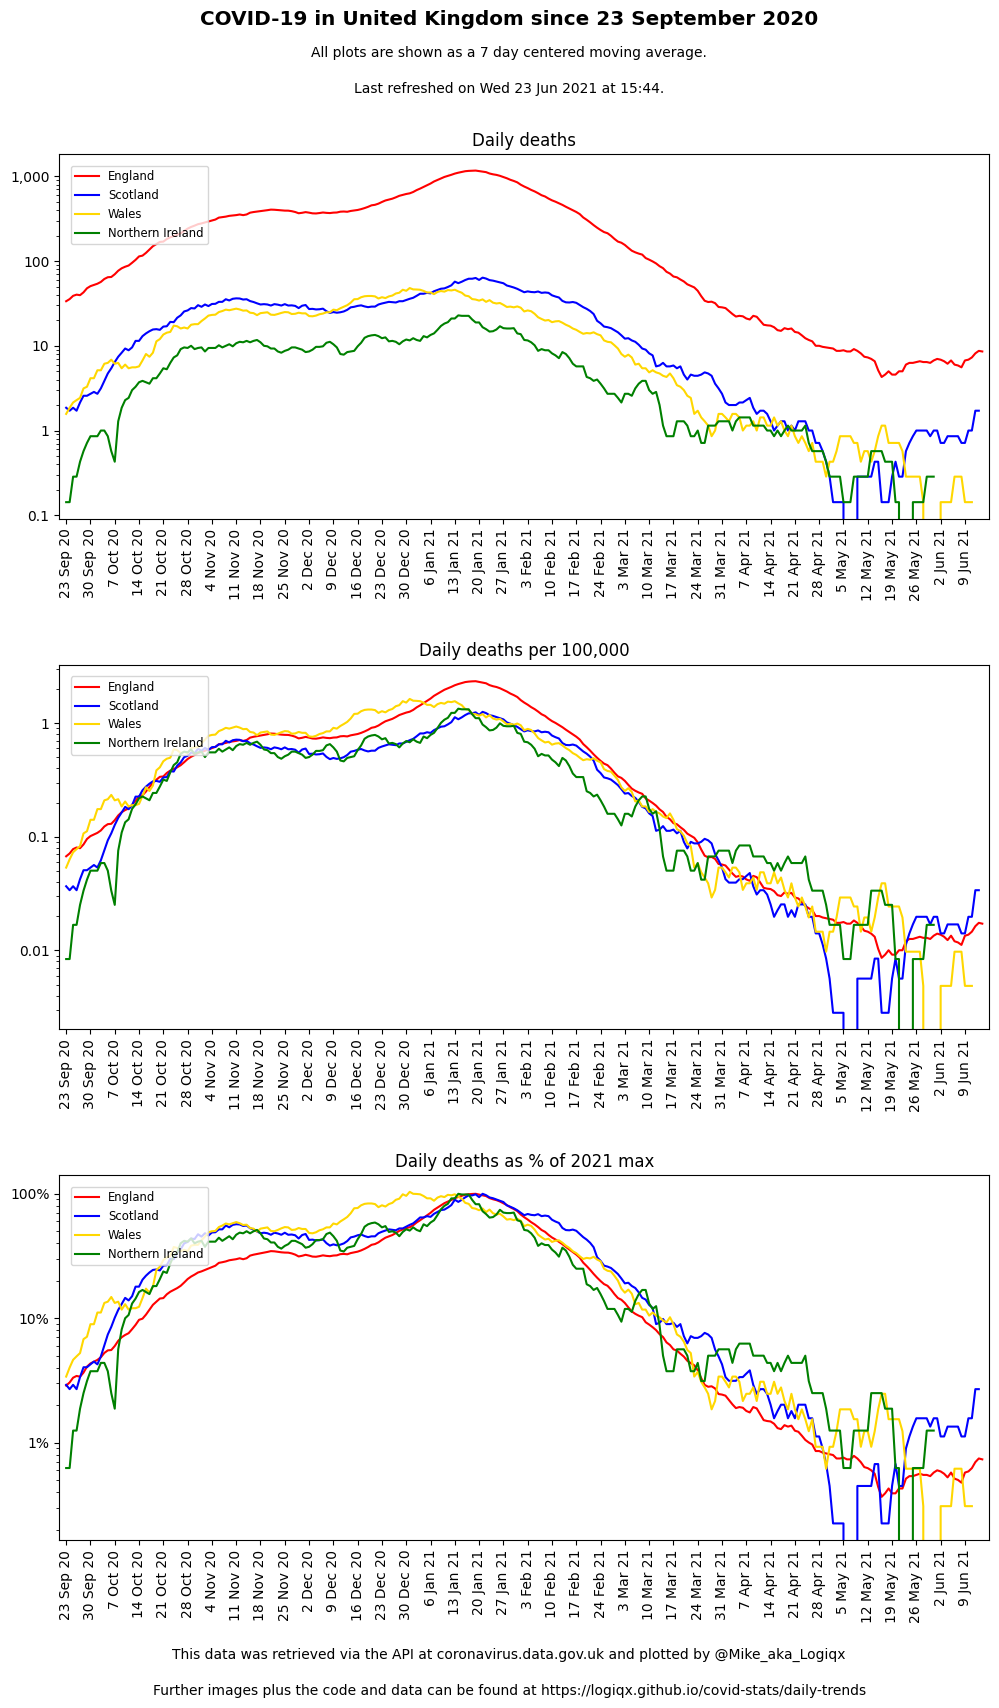 COVID-19 in United Kingdom since 23 September 2020
All plots are shown as a 7 day centered moving average.
Last refreshed on Wed 23 Jun 2021 at 15:44.
Daily deaths
England
Scotland
Wales
Northern Ireland
1,000
100
10
1
0.1
23 Sep 20
30 Sep 20
7 Oct 20
14 Oct 20
21 Oct 20
28 Oct 20
4 Nov 20
11 Nov 20
18 Nov 20
25 Nov 20
2 Dec 20
9 Dec 20
16 Dec 20
23 Dec 20
30 Dec 20
6 Jan 21
13 Jan 21
20 Jan 21
27 Jan 21
3 Feb 21
10 Feb 21
17 Feb 21
24 Feb 21
3 Mar 21
10 Mar 21
17 Mar 21
24 Mar 21
31 Mar 21
7 Apr 21
14 Apr 21
21 Apr 21
28 Apr 21
5 May 21
12 May 21
19 May 21
26 May 21
2 Jun 21
9 Jun 21
Daily deaths per 100,000
England
Scotland
Wales
Northern Ireland
1
0.1
0.01
23 Sep 20
30 Sep 20
7 Oct 20
14 Oct 20
21 Oct 20
28 Oct 20
4 Nov 20
11 Nov 20
18 Nov 20
25 Nov 20
2 Dec 20
9 Dec 20
16 Dec 20
23 Dec 20
30 Dec 20
6 Jan 21
13 Jan 21
20 Jan 21
27 Jan 21
3 Feb 21
10 Feb 21
17 Feb 21
24 Feb 21
3 Mar 21
10 Mar 21
17 Mar 21
24 Mar 21
31 Mar 21
7 Apr 21
14 Apr 21
21 Apr 21
28 Apr 21
5 May 21
12 May 21
19 May 21
26 May 21
2 Jun 21
9 Jun 21
Daily deaths as % of 2021 max
England
Scotland
Wales
Northern Ireland
100%
10%
1%
23 Sep 20
30 Sep 20
7 Oct 20
14 Oct 20
21 Oct 20
28 Oct 20
4 Nov 20
11 Nov 20
18 Nov 20
25 Nov 20
2 Dec 20
9 Dec 20
16 Dec 20
23 Dec 20
30 Dec 20
6 Jan 21
13 Jan 21
20 Jan 21
27 Jan 21
3 Feb 21
10 Feb 21
17 Feb 21
24 Feb 21
3 Mar 21
10 Mar 21
17 Mar 21
24 Mar 21
31 Mar 21
7 Apr 21
14 Apr 21
21 Apr 21
28 Apr 21
5 May 21
12 May 21
19 May 21
26 May 21
2 Jun 21
9 Jun 21
This data was retrieved via the API at coronavirus.data.gov.uk and plotted by @Mike_aka_Logiqx
Further images plus the code and data can be found at https://logiqx.github.io/covid-stats/daily-trends